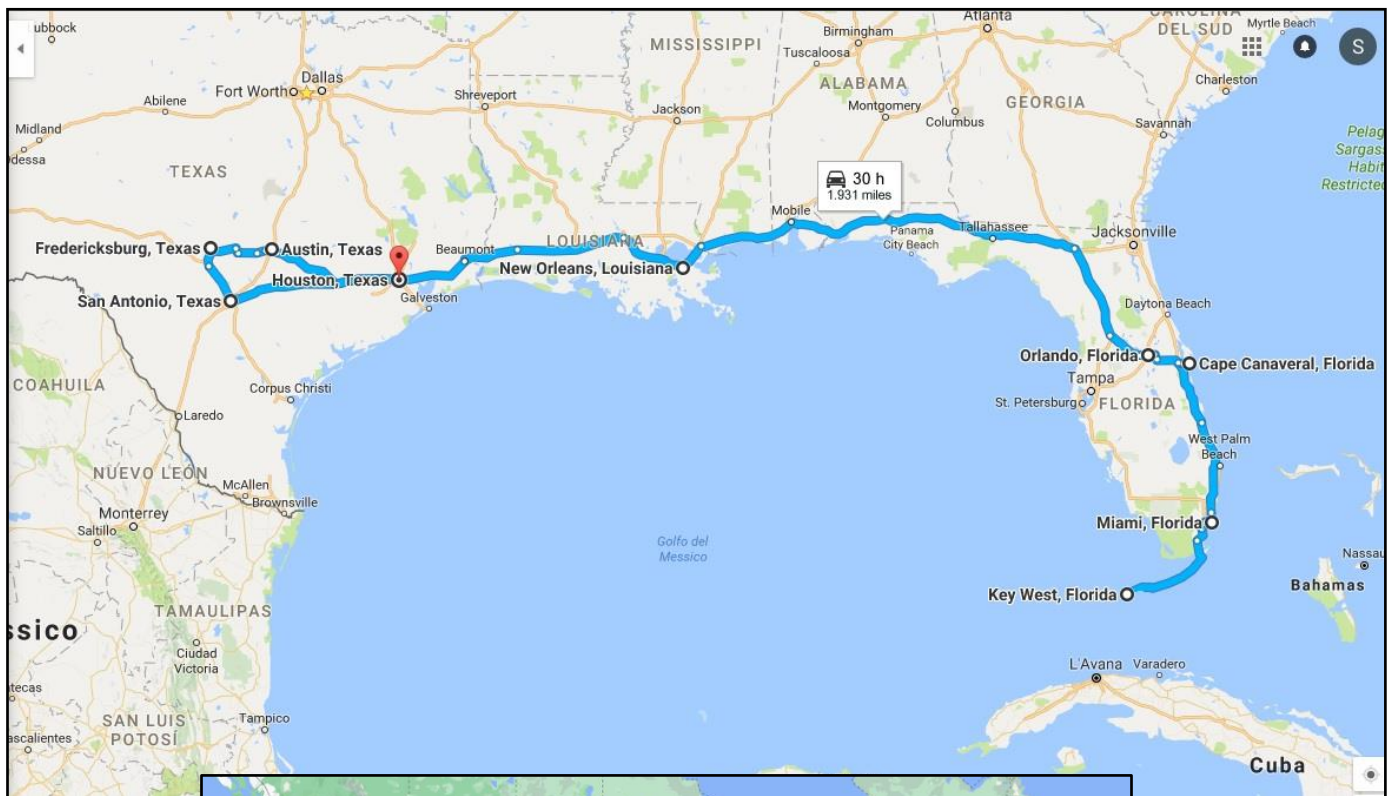 ubbock
Atlanta
CAROLINA
DEL SUD
Myrtle Beach
S
Birmingham
Tuscaloosa
MISSISSIPPI
Dallas
Fort Worth
Shreveport
ALABAMA
Charleston
Abilene
Jackson
Montgomery
Columbus
GEORGIA
Savannah
Midland
Odessa
Pelag
Sargas
Habit
Restricted
TEXAS
30 h
1.931 miles
Mobile
Fredericksburg, Texas
Austin, Texas
Beaumont
LOUISIANA
Panama
City Beach
Tallahassee
Jacksonville
Houston, Texas
New Orleans, Louisiana
San Antonio, Texas
Galveston
Daytona Beach
Orlando, Florida
Cape Canaveral, Florida
COAHUILA
Corpus Christi
Tampa
St. Petersburg
FLORIDA
Laredo
West Palm
Beach
NUEVO LEÓN
McAllen
Brownsville
Monterrey
Saltillo
Miami, Florida
Golfo del
Messico
Nassau
Bahamas
Key West, Florida
TAMAULIPAS
ssico
Ciudad
Victoria
L'Avana
Varadero
tecas
SAN LUIS
POTOSÍ
Tampico
ascalientes
Cuba